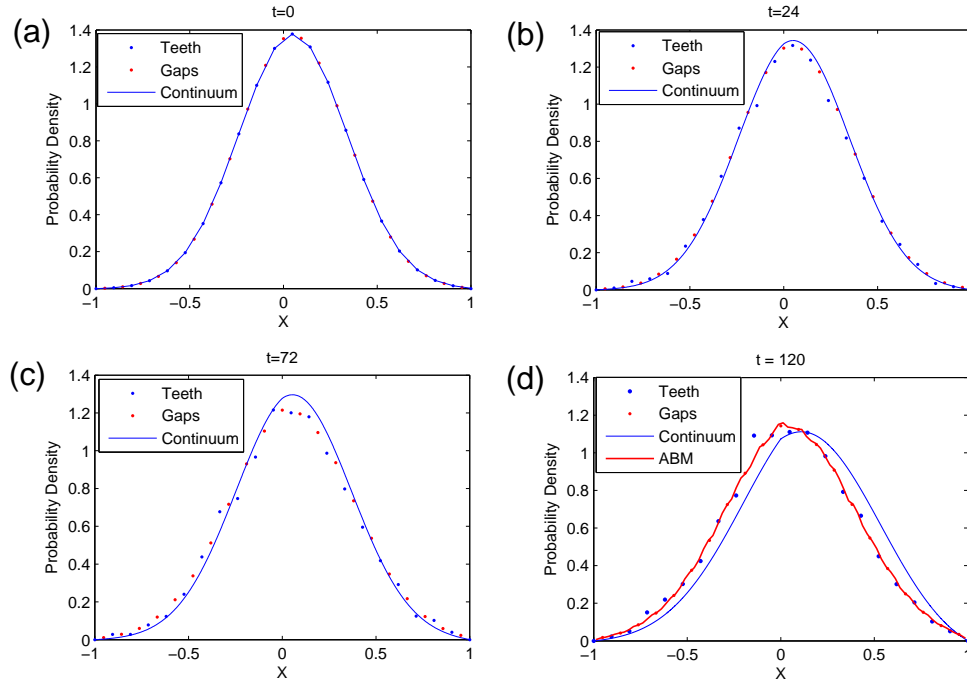 (a)
t=0
Teeth
Gaps
Continuum
1.4
1.2
1
0.8
0.6
0.4
0.2
0
Probability Density
−1
−0.5
0
0.5
1
X
(b)
t=24
Teeth
Gaps
Continuum
1.4
1.2
1
0.8
0.6
0.4
0.2
0
Probability Density
−1
−0.5
0
0.5
X
(c)
t=72
Teeth
Gaps
Continuum
1.4
1.2
1
0.8
0.6
0.4
0.2
0
Probability Density
−1
−0.5
0
0.5
1
X
(d)
t = 120
Teeth
Gaps
Continuum
ABM
1.4
1.2
1
0.8
0.6
0.4
0.2
0
Probability Density
−1
−0.5
0
0.5
1
X